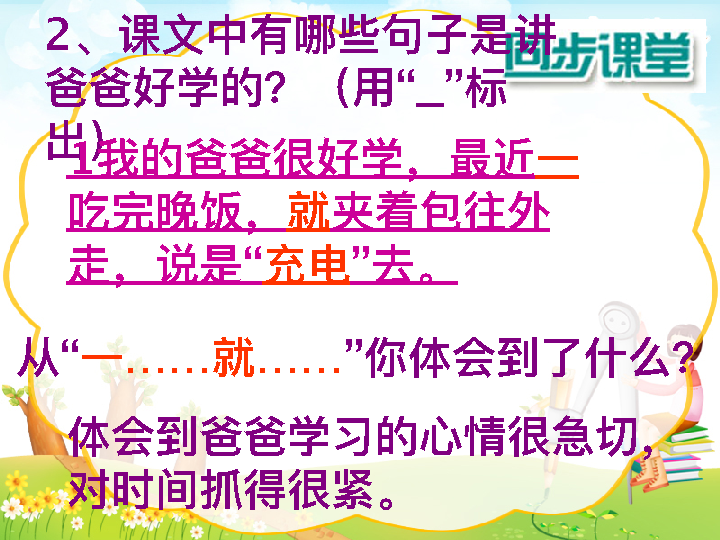 2、课文中有哪些句子是讲
同步课堂
爸爸好学的？（用“_”标
出）
1我的爸爸很好学，最近一
吃完晚饭，就夹着包往外
走，说是“充电”去。
从“一……就……”你体会到了什么？
体会到爸爸学习的心情很急切，
对时间抓得很紧。